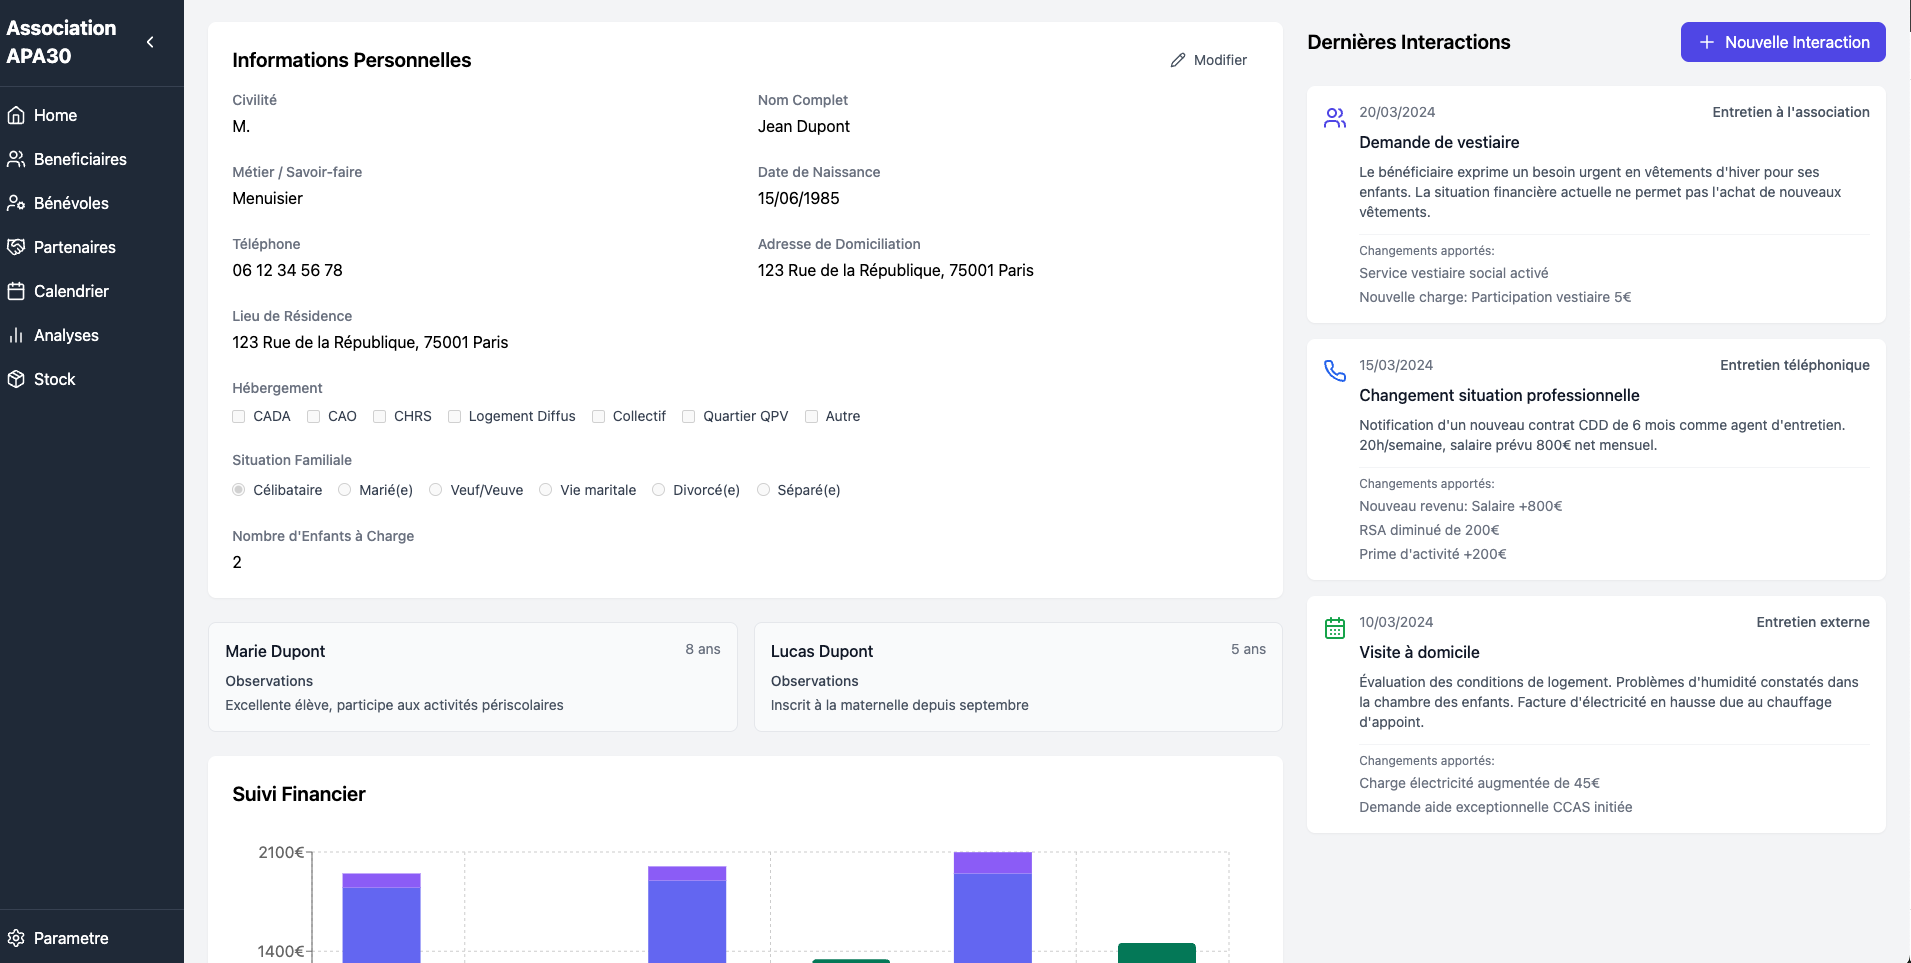 Association
APA30
Home
Beneficiaires
Bénévoles
Partenaires
Calendrier
Analyses
Stock
Parametre
Informations Personnelles
Modifier
Civilité
M.
Nom Complet
Jean Dupont
Métier / Savoir-faire
Menuisier
Date de Naissance
15/06/1985
Téléphone
06 12 34 56 78
Adresse de Domiciliation
123 Rue de la République, 75001 Paris
Lieu de Résidence
123 Rue de la République, 75001 Paris
Hébergement
CADA CAO CHRS Logement Diffus Collectif Quartier QPV Autre
Situation Familiale
Célibataire Marié(e) Veuf/Veuve Vie maritale Divorcé(e) Séparé(e)
Nombre d'Enfants à Charge
2
Marie Dupont
8 ans
Observations
Excellente élève, participe aux activités périscolaires
Lucas Dupont
5 ans
Observations
Inscrit à la maternelle depuis septembre
Suivi Financier
2100€
1400€
Dernières Interactions
Nouvelle Interaction
20/03/2024
Entretien à l'association
Demande de vestiaire
Le bénéficiaire exprime un besoin urgent en vêtements d'hiver pour ses
enfants. La situation financière actuelle ne permet pas l'achat de nouveaux
vêtements.
Changements apportés:
Service vestiaire social activé
Nouvelle charge: Participation vestiaire 5€
15/03/2024
Entretien téléphonique
Changement situation professionnelle
Notification d'un nouveau contrat CDD de 6 mois comme agent d'entretien.
20h/semaine, salaire prévu 800€ net mensuel.
Changements apportés:
Nouveau revenu: Salaire +800€
RSA diminué de 200€
Prime d'activité +200€
10/03/2024
Entretien externe
Visite à domicile
Évaluation des conditions de logement. Problèmes d'humidité constatés dans
la chambre des enfants. Facture d'électricité en hausse due au chauffage
d'appoint.
Changements apportés:
Charge électricité augmentée de 45€
Demande aide exceptionnelle CCAS initiée